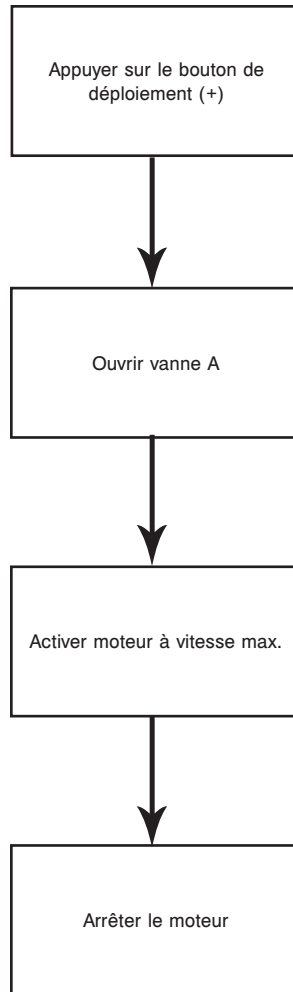 Appuyer sur le bouton de
déploiement (+)
Ouvrir vanne A
Activer moteur à vitesse max.
Arrêter le moteur